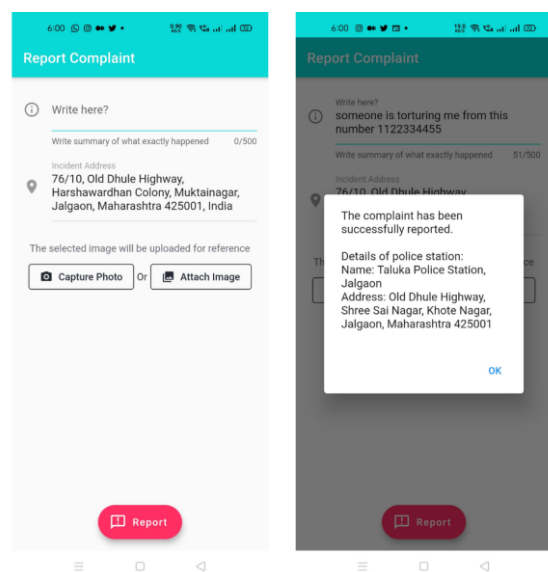 6:00
Report Complaint
Write here?
Write summary of what exactly happened 0/500
Incident Address
76/10, Old Dhule Highway,
Harshawardhan Colony, Muktainagar,
Jalgaon, Maharashtra 425001, India
The selected image will be uploaded for reference
Capture Photo Or Attach Image
Report
6:00
Report Complaint
Write here?
someone is torturing me from this
number 1122334455
Write summary of what exactly happened 51/500
Incident Address
76/10, Old Dhule Highway,
The complaint has been
successfully reported.
Details of police station:
Name: Taluka Police Station,
Jalgaon
Address: Old Dhule Highway,
Shree Sai Nagar, Khote Nagar,
Jalgaon, Maharashtra 425001
OK
Th
ce
Report